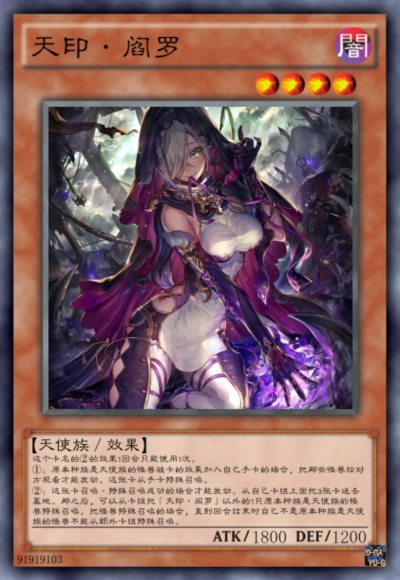 天印·阎罗
闇
【天使族／效果】
这个卡名的②的效果1回合只能使用1次。
①：原本种族是天使族的怪兽被卡的效果加入自己手卡的场合，把那些怪兽给对
方观看才能发动。这张卡从手卡特殊召唤。
②：这张卡召唤·特殊召唤成功的场合才能发动。从自己卡组上面把3张卡送去
墓地。那之后，可以从卡组把「天印·阎罗」以外的1只原本种族是天使族的怪
兽特殊召唤。把怪兽特殊召唤的场合，直到回合结束时自己不是原本种族是天使
族的怪兽不能从额外卡组特殊召唤。
ATK/1800 DEF/1200
91919103